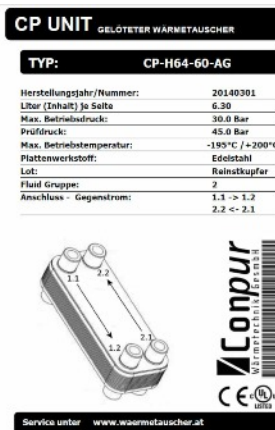 CP UNIT GELÖTETER WÄRMETAUSCHER
TYP: CP-H64-60-AG
Herstellungsjahr/Nummer: 20140301
Liter (Inhalt) je Seite 6.30
Max. Betriebsdruck: 30.0 Bar
Prüfdruck: 45.0 Bar
Max. Betriebstemperatur: -195°C /+200°C
Plattenwerkstoff: Edelstahl
Lot: Reinstkupfer
Fluid Gruppe: 2
Anschluss - Gegenstrom: 1.1 -> 1.2
2.2 <- 2.1
2.2
1.1
2.1
1.2
Conpur
Wärmetechnik GesmbH
CE UL LISTED
Service unter www.waermetauscher.at